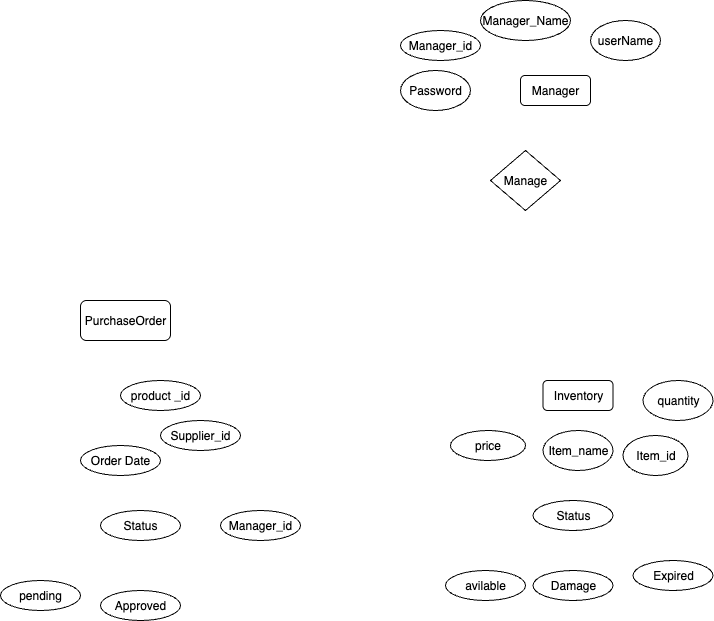 Manager_Name
Manager_id
userName
Password
Manager
Manage
PurchaseOrder
product _id
Inventory
quantity
Supplier_id
price
Item_name
Item_id
Order Date
Status
Status
Manager_id
pending
Approved
avilable
Damage
Expired